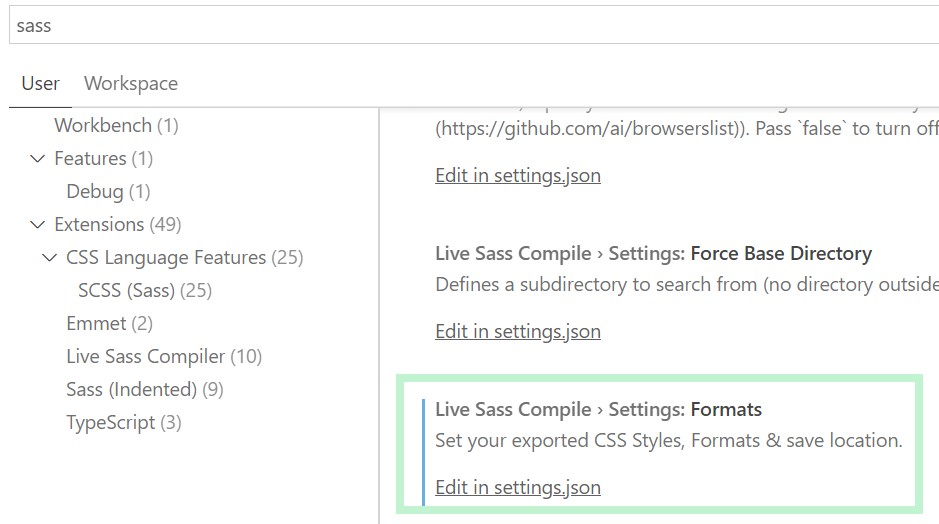 sass
User Workspace
Workbench (1)
Features (1)
Debug (1)
Extensions (49)
CSS Language Features (25)
SCSS (Sass) (25)
Emmet (2)
Live Sass Compiler (10)
Sass (Indented) (9)
TypeScript (3)
(https://github.com/ai/browserslist)). Pass `false` to turn off
Edit in settings.json
Live Sass Compile › Settings: Force Base Directory
Defines a subdirectory to search from (no directory outside
Edit in settings.json
Live Sass Compile › Settings: Formats
Set your exported CSS Styles, Formats & save location.
Edit in settings.json